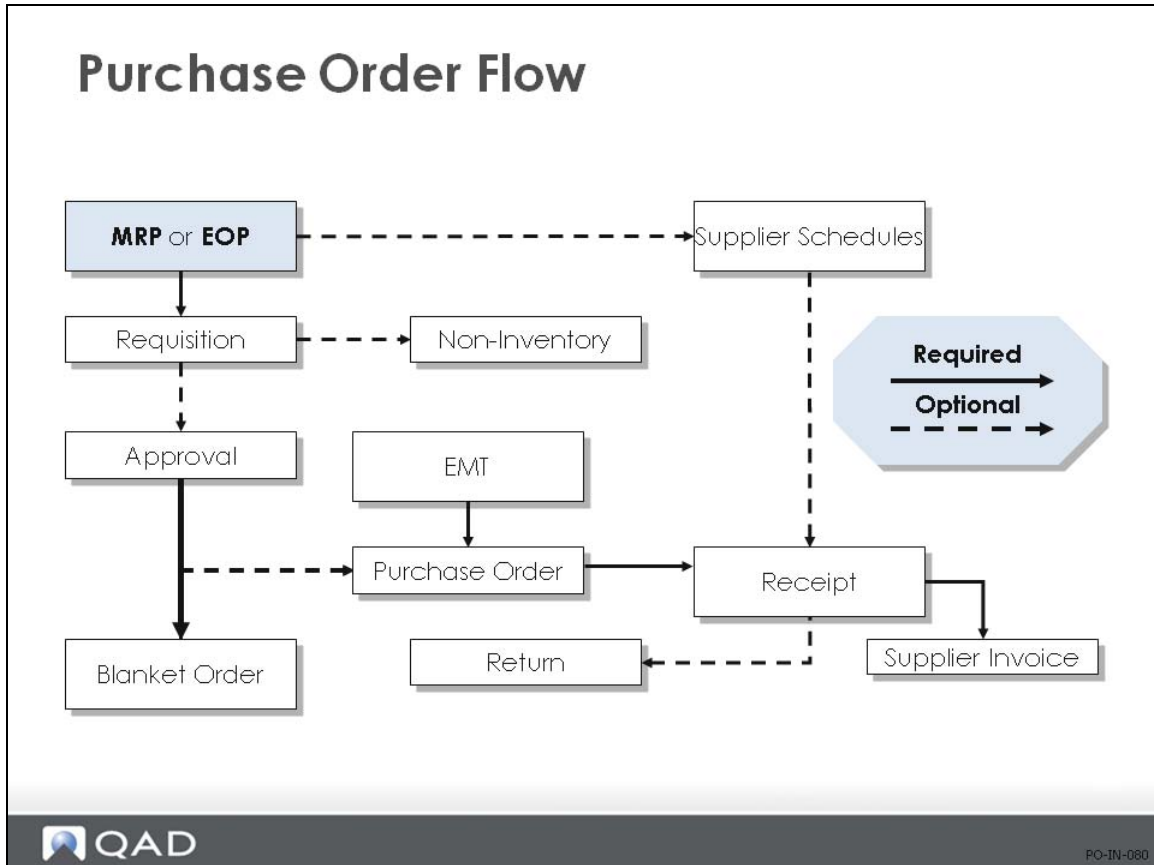 Purchase Order Flow
MRP or EOP
Supplier Schedules
Requisition
Non-Inventory
Required
Optional
Approval
EMT
Purchase Order
Receipt
Blanket Order
Return
Supplier Invoice
QAD
PO-IN-080